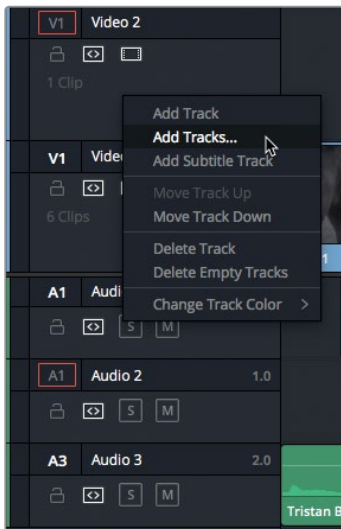 V1 Video 2
1 Clip
Add Track
Add Tracks...
V1 Vide
Add Subtitle Track
Move Track Up
6 Clips
Move Track Down
1
Delete Track
Delete Empty Tracks
A1 Audi
Change Track Color >
S M
A1 Audio 2 1.0
S M
A3 Audio 3 2.0
S M
Tristan B